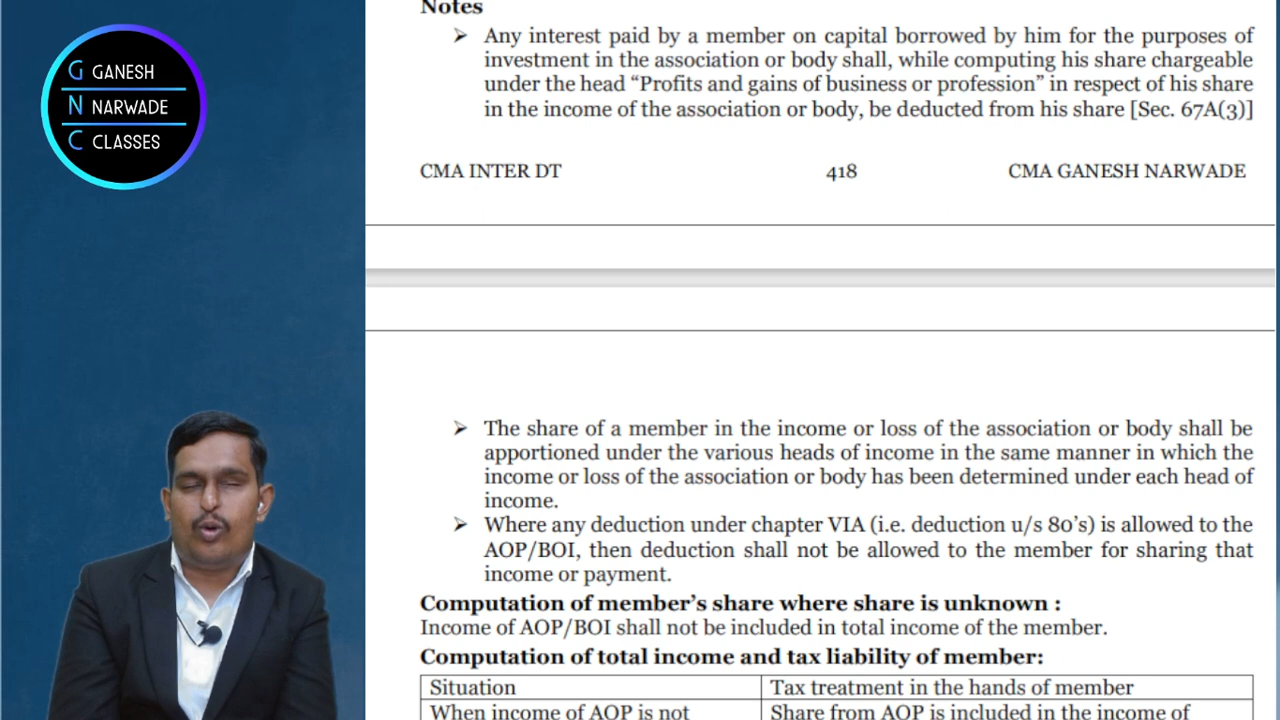 G GANESH
N NARWADE
C CLASSES
Notes
➢ Any interest paid by a member on capital borrowed by him for the purposes of
investment in the association or body shall, while computing his share chargeable
under the head “Profits and gains of business or profession” in respect of his share
in the income of the association or body, be deducted from his share [Sec. 67A(3)]
CMA INTER DT 418 CMA GANESH NARWADE
➢ The share of a member in the income or loss of the association or body shall be
apportioned under the various heads of income in the same manner in which the
income or loss of the association or body has been determined under each head of
income.
➢ Where any deduction under chapter VIA (i.e. deduction u/s 80’s) is allowed to the
AOP/BOI, then deduction shall not be allowed to the member for sharing that
income or payment.
Computation of member’s share where share is unknown :
Income of AOP/BOI shall not be included in total income of the member.
Computation of total income and tax liability of member:
Situation Tax treatment in the hands of member
When income of AOP is not Share from AOP is included in the income of